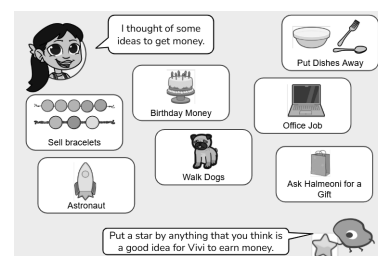 I thought of some
ideas to get money.
Put Dishes Away
Birthday Money
Office Job
Sell bracelets
Walk Dogs
Ask Halmeoni for a
Gift
Astronaut
Put a star by anything that you think is
a good idea for Vivi to earn money.